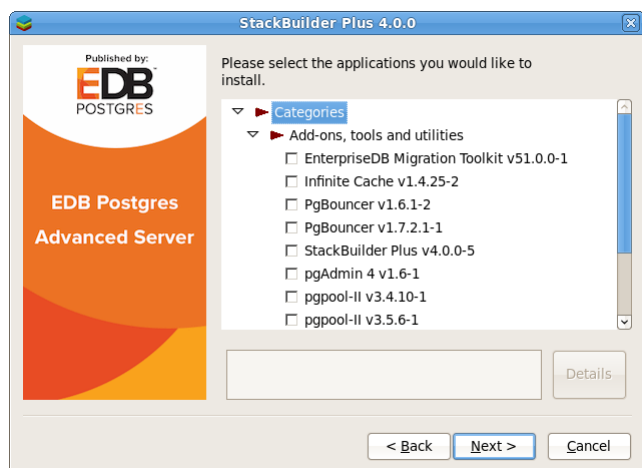 StackBuilder Plus 4.0.0
Published by:
EDB
POSTGRES
EDB Postgres
Advanced Server
Please select the applications you would like to
install.
Categories
Add-ons, tools and utilities
EnterpriseDB Migration Toolkit v51.0.0-1
Infinite Cache v1.4.25-2
PgBouncer v1.6.1-2
PgBouncer v1.7.2.1-1
StackBuilder Plus v4.0.0-5
pgAdmin 4 v1.6-1
pgpool-II v3.4.10-1
pgpool-II v3.5.6-1
Details
< Back
Next >
Cancel